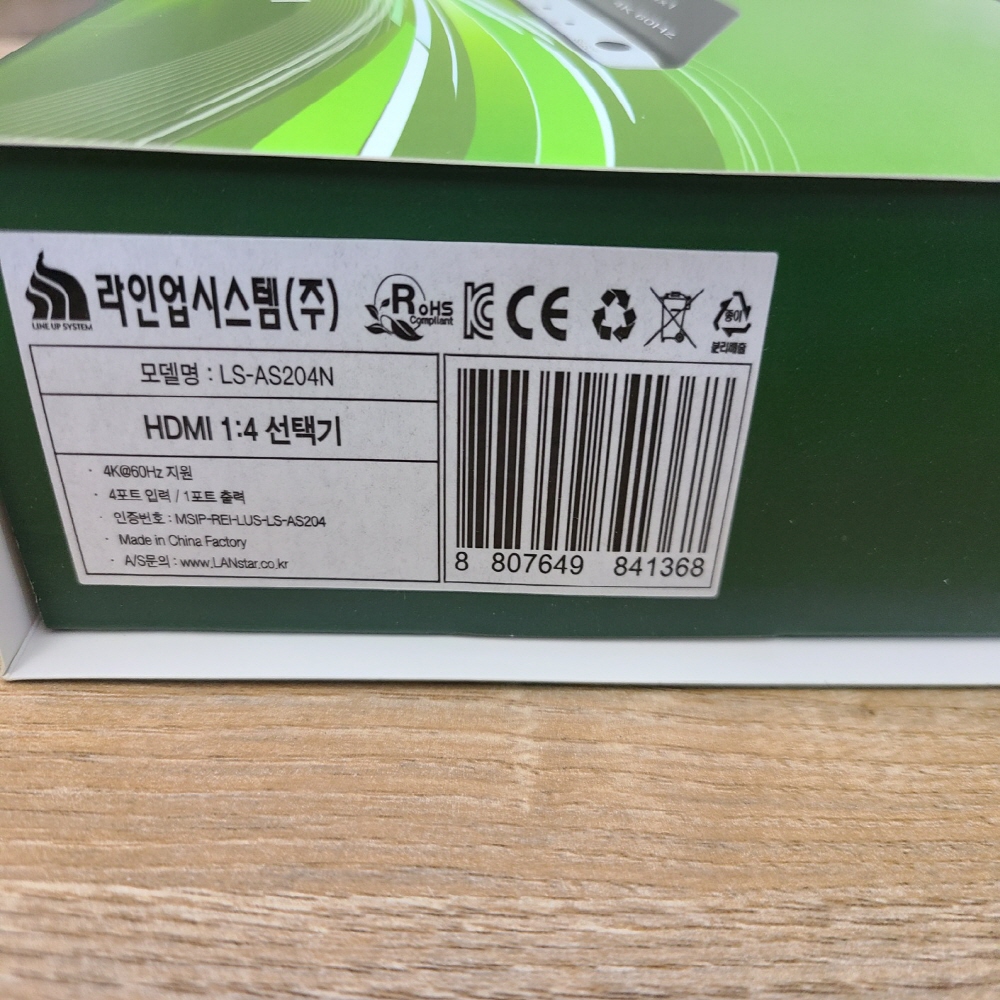 4K 60Hz
라인업시스템(주)
LINE UP SYSTEM
RoHS
Compliant
종이
분리배출
모델명 : LS-AS204N
HDMI 1:4 선택기
· 4K@60Hz 지원
· 4포트 입력 / 1포트 출력
· 인증번호 : MSIP-REI-LUS-LS-AS204
· Made in China Factory
· A/S문의 : www.LANstar.co.kr
8 807649 841368